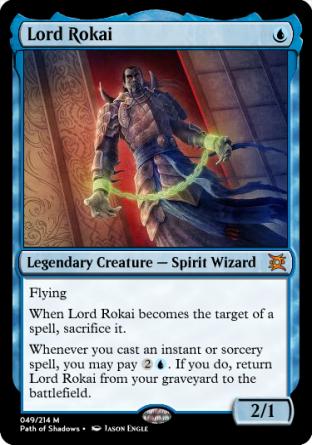 Lord Rokai
Legendary Creature — Spirit Wizard
Flying
When Lord Rokai becomes the target of a
spell, sacrifice it.
Whenever you cast an instant or sorcery
spell, you may pay 2 . If you do, return
Lord Rokai from your graveyard to the
battlefield.
049/214 M
Path of Shadows • Jason Engle
2/1